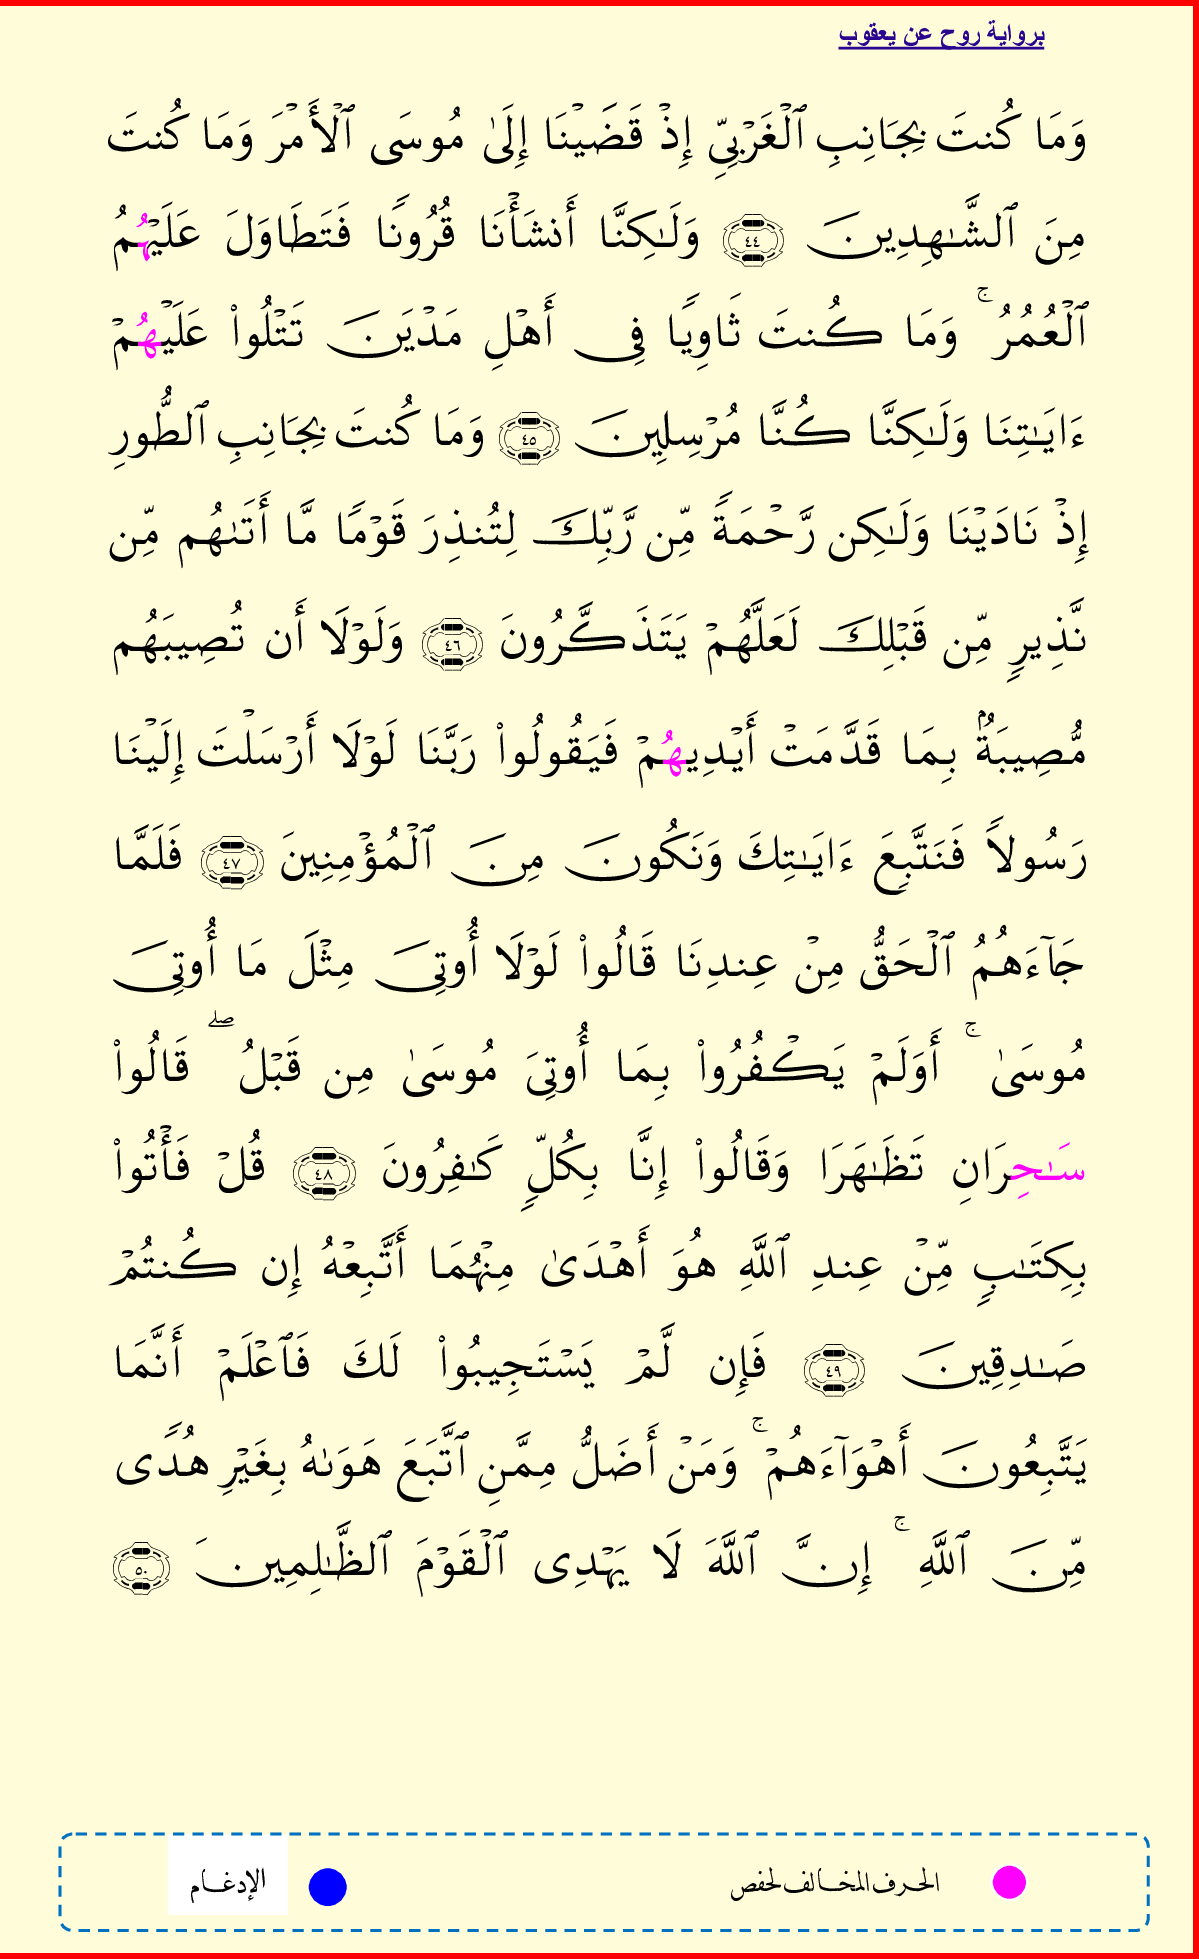 برواية روح عن يعقوب
وَمَا كُنتَ بِجَانِبِ ٱلْغَرْبِىِّ إِذْ قَضَيْنَا إِلَىٰ مُوسَى ٱلْأَمْرَ وَمَا كُنتَ
مِنَ ٱلشَّـٰهِدِينَ ٤٤ وَلَـٰكِنَّا أَنشَأْنَا قُرُونًا فَتَطَاوَلَ عَلَيْهُمُ
ٱلْعُمُرُ ۚ وَمَا كُنتَ ثَاوِيًا فِى أَهْلِ مَدْيَنَ تَتْلُوا۟ عَلَيْهُمْ
ءَايَـٰتِنَا وَلَـٰكِنَّا كُنَّا مُرْسِلِينَ ٤٥ وَمَا كُنتَ بِجَانِبِ ٱلطُّورِ
إِذْ نَادَيْنَا وَلَـٰكِن رَّحْمَةً مِّن رَّبِّكَ لِتُنذِرَ قَوْمًا مَّا أَتَىٰهُم مِّن
نَّذِيرٍ مِّن قَبْلِكَ لَعَلَّهُمْ يَتَذَكَّرُونَ ٤٦ وَلَوْلَا أَن تُصِيبَهُم
مُّصِيبَةٌۢ بِمَا قَدَّمَتْ أَيْدِيهُمْ فَيَقُولُوا۟ رَبَّنَا لَوْلَا أَرْسَلْتَ إِلَيْنَا
رَسُولًا فَنَتَّبِعَ ءَايَـٰتِكَ وَنَكُونَ مِنَ ٱلْمُؤْمِنِينَ ٤٧ فَلَمَّا
جَآءَهُمُ ٱلْحَقُّ مِنْ عِندِنَا قَالُوا۟ لَوْلَا أُوتِىَ مِثْلَ مَا أُوتِىَ
مُوسَىٰ ۚ أَوَلَمْ يَكْفُرُوا۟ بِمَا أُوتِىَ مُوسَىٰ مِن قَبْلُ ۖ قَالُوا۟
سَـٰحِرَانِ تَظَـٰهَرَا وَقَالُوا۟ إِنَّا بِكُلٍّ كَـٰفِرُونَ ٤٨ قُلْ فَأْتُوا۟
بِكِتَـٰبٍ مِّنْ عِندِ ٱللَّهِ هُوَ أَهْدَىٰ مِنْهُمَا أَتَّبِعْهُ إِن كُنتُمْ
صَـٰدِقِينَ ٤٩ فَإِن لَّمْ يَسْتَجِيبُوا۟ لَكَ فَٱعْلَمْ أَنَّمَا
يَتَّبِعُونَ أَهْوَآءَهُمْ ۚ وَمَنْ أَضَلُّ مِمَّنِ ٱتَّبَعَ هَوَىٰهُ بِغَيْرِ هُدًى
مِّنَ ٱللَّهِ ۚ إِنَّ ٱللَّهَ لَا يَهْدِى ٱلْقَوْمَ ٱلظَّـٰلِمِينَ ٥٠
الحرف المخالف لحفص
الإدغام